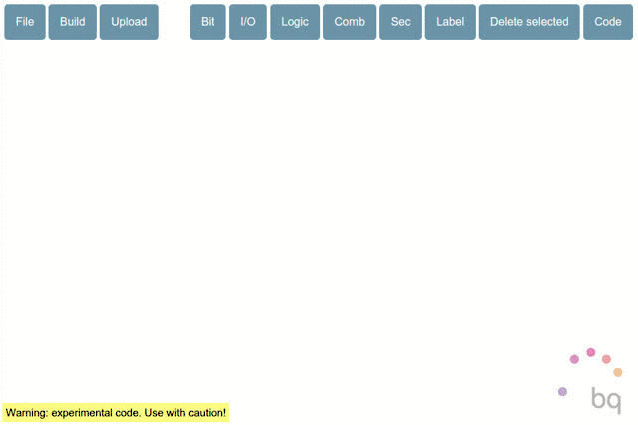 File Build Upload Bit I/O Logic Comb Sec Label Delete selected Code
bq
Warning: experimental code. Use with caution!